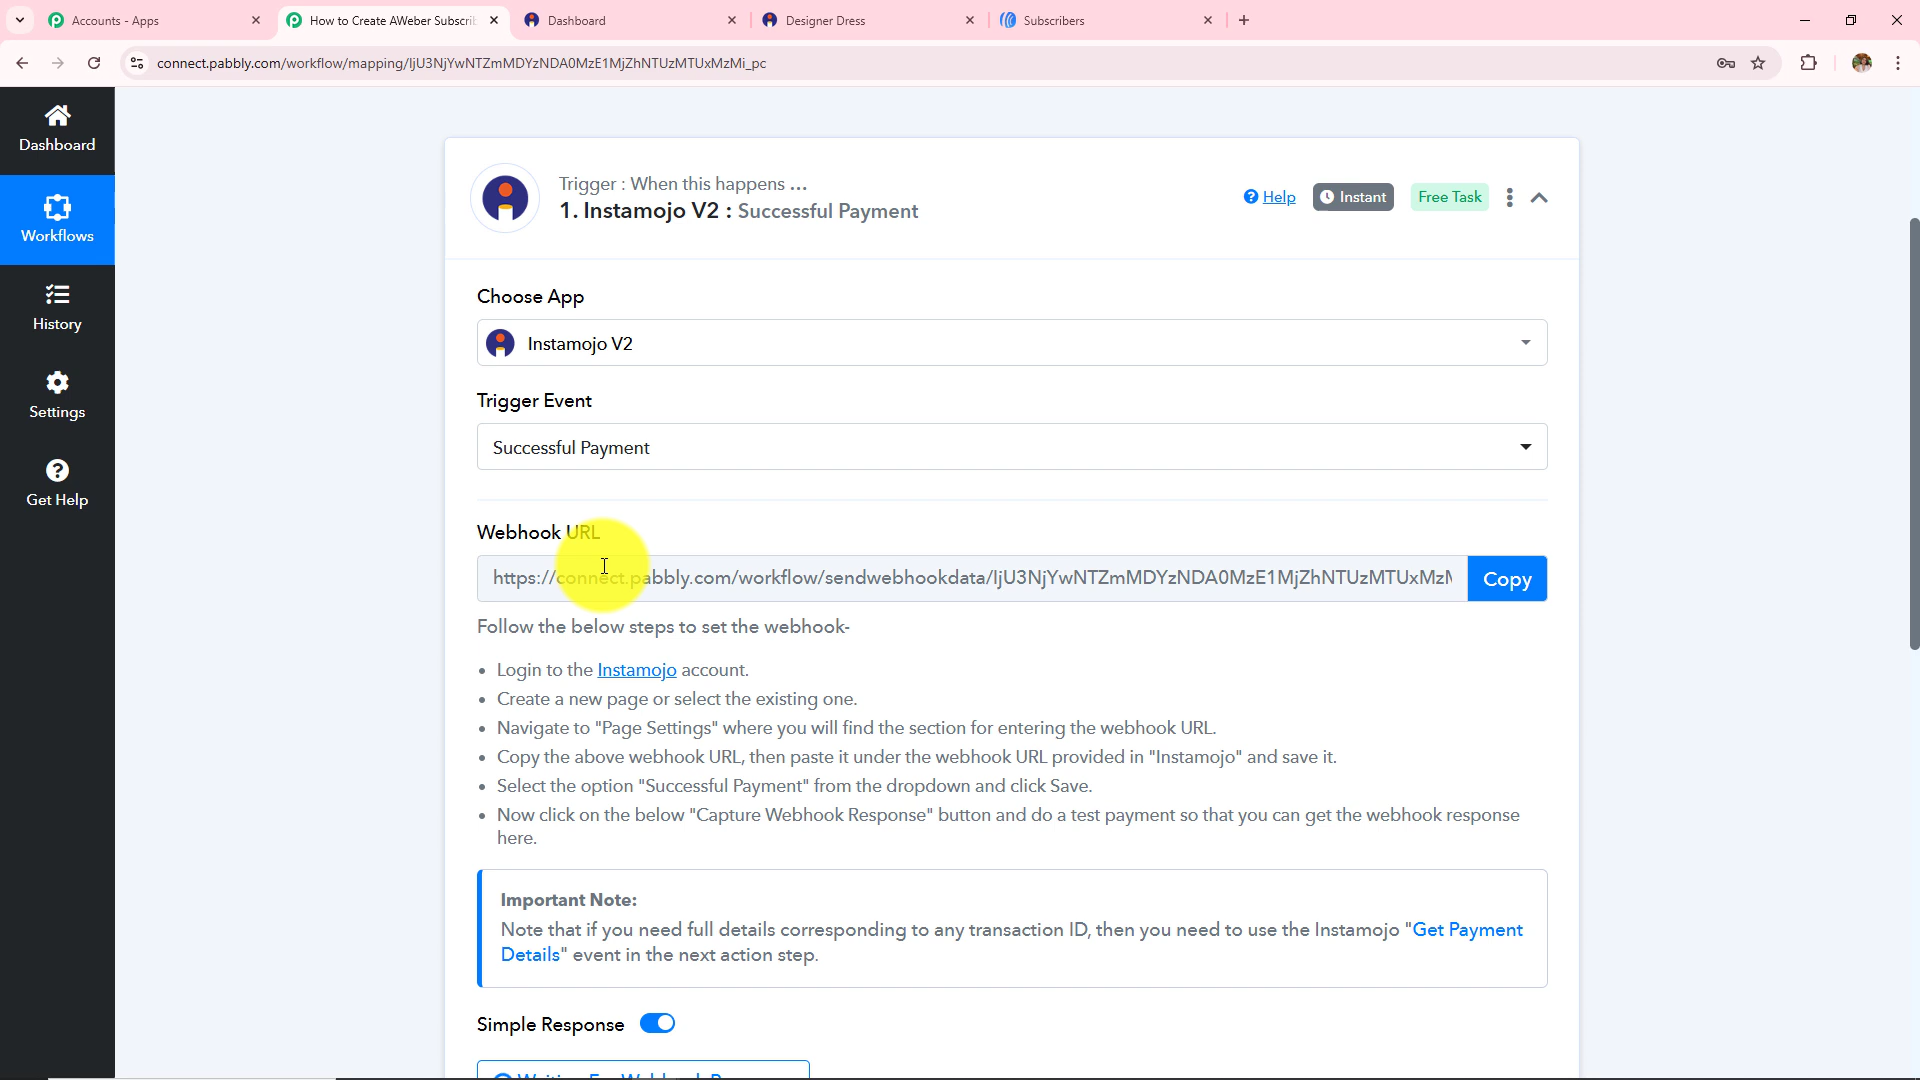 Accounts - Apps
How to Create AWeber Subscrib
Dashboard
Designer Dress
Subscribers
connect.pabbly.com/workflow/mapping/IjU3NjYwNTZmMDYzNDA0MzE1MjZhNTUzMTUxMzMi_pc
Dashboard
Workflows
History
Settings
Get Help
Trigger : When this happens ...
1. Instamojo V2 : Successful Payment
Help
Instant
Free Task
Choose App
Instamojo V2
Trigger Event
Successful Payment
Webhook URL
https://connect.pabbly.com/workflow/sendwebhookdata/IjU3NjYwNTZmMDYzNDA0MzE1MjZhNTUzMTUxMzM
Copy
Follow the below steps to set the webhook-
• Login to the Instamojo account.
• Create a new page or select the existing one.
• Navigate to "Page Settings" where you will find the section for entering the webhook URL.
• Copy the above webhook URL, then paste it under the webhook URL provided in "Instamojo" and save it.
• Select the option "Successful Payment" from the dropdown and click Save.
• Now click on the below "Capture Webhook Response" button and do a test payment so that you can get the webhook response
here.
Important Note:
Note that if you need full details corresponding to any transaction ID, then you need to use the Instamojo "Get Payment
Details" event in the next action step.
Simple Response